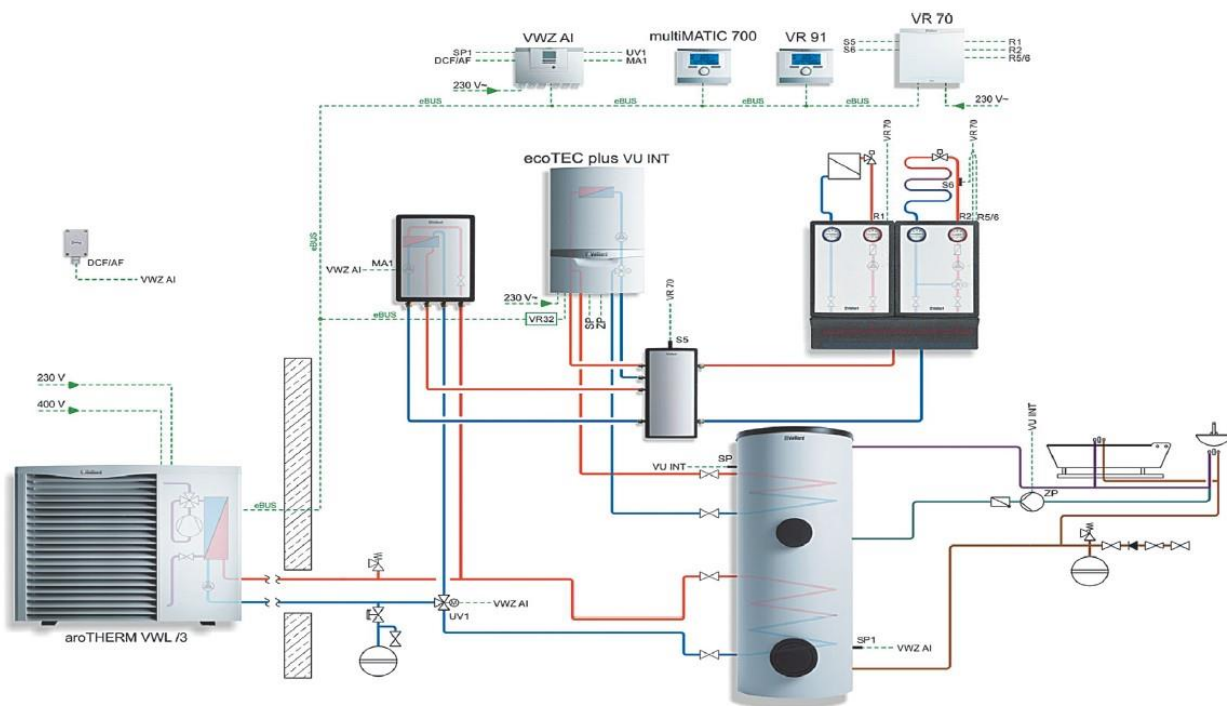 VWZ AI
multiMATIC 700
VR 91
VR 70
SP1
DCF/AF
UV1
MA1
S5
S6
R1
R2
R5/6
230 V~
230 V~
eBUS
eBUS
eBUS
eBUS
ecoTEC plus VU INT
VR 70
VR 70
S6
R1
R2
R5/6
eBUS
DCF/AF
VWZ AI
VWZ AI
MA1
230 V~
eBUS
VR32
SP
ZP
VR 70
S5
230 V
400 V
Vaillant
eBUS
aroTHERM VWL /3
M
UV1
VWZ AI
Vaillant
VU INT
SP
SP1
VWZ AI
VU INT
ZP